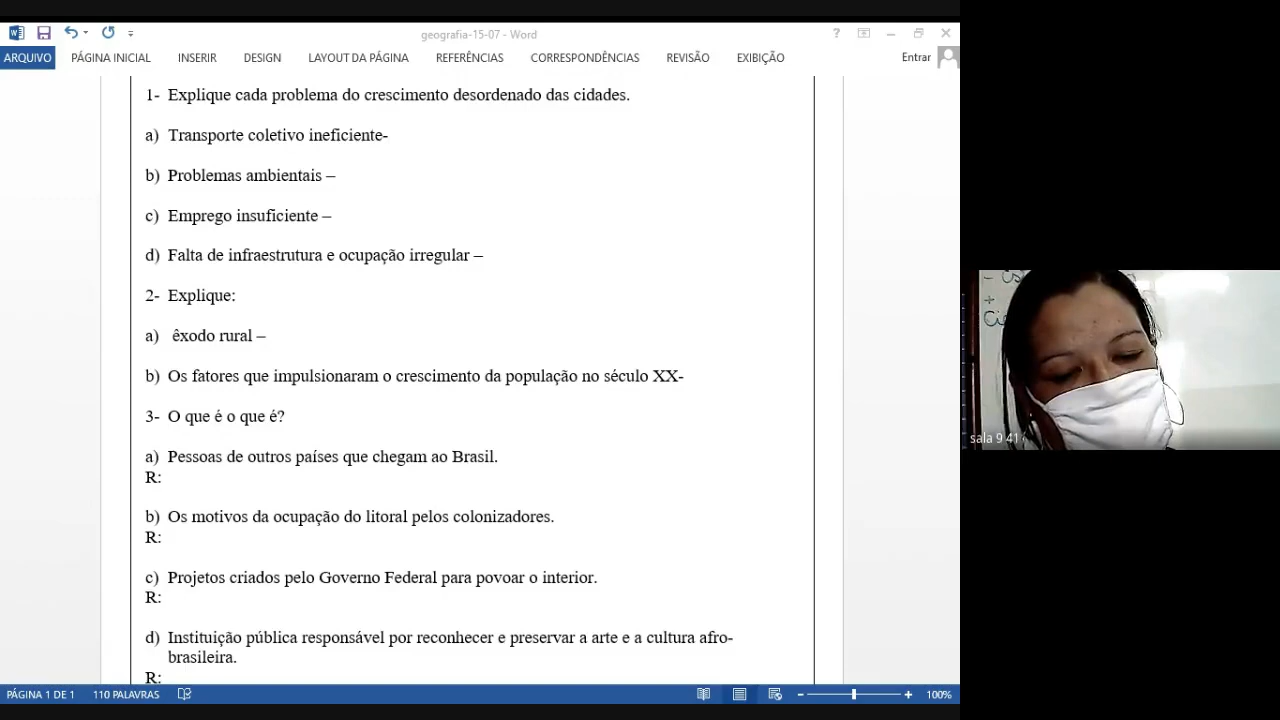 geografia-15-07 - Word
ARQUIVO PÁGINA INICIAL INSERIR DESIGN LAYOUT DA PÁGINA REFERÊNCIAS CORRESPONDÊNCIAS REVISÃO EXIBIÇÃO Entrar
1- Explique cada problema do crescimento desordenado das cidades.
a) Transporte coletivo ineficiente-
b) Problemas ambientais –
c) Emprego insuficiente –
d) Falta de infraestrutura e ocupação irregular –
2- Explique:
a) êxodo rural –
b) Os fatores que impulsionaram o crescimento da população no século XX-
3- O que é o que é?
a) Pessoas de outros países que chegam ao Brasil.
R:
b) Os motivos da ocupação do litoral pelos colonizadores.
R:
c) Projetos criados pelo Governo Federal para povoar o interior.
R:
d) Instituição pública responsável por reconhecer e preservar a arte e a cultura afro-
brasileira.
R:
PÁGINA 1 DE 1 110 PALAVRAS 100%
sala 9 41